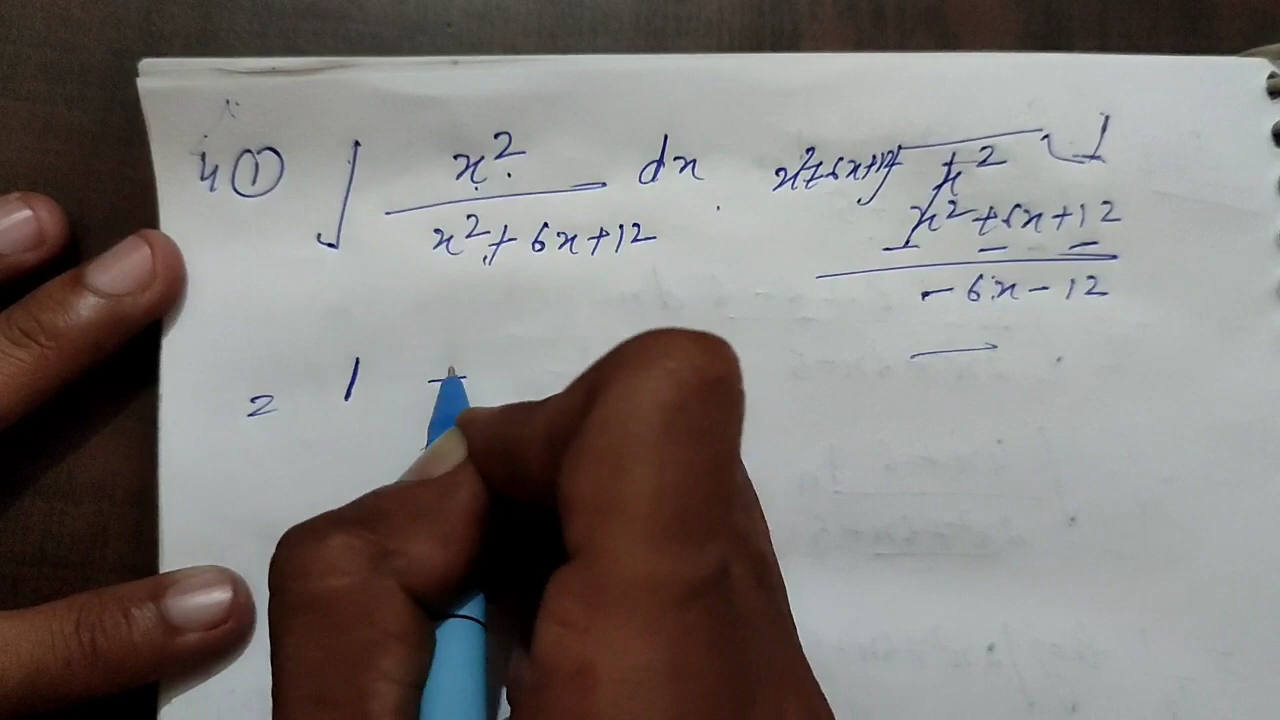 4 ① ∫ x² / (x² + 6x + 12) dx
x²+6x+12) x² ( 1
x² + 6x + 12
− − −
− 6x − 12
= 1 −